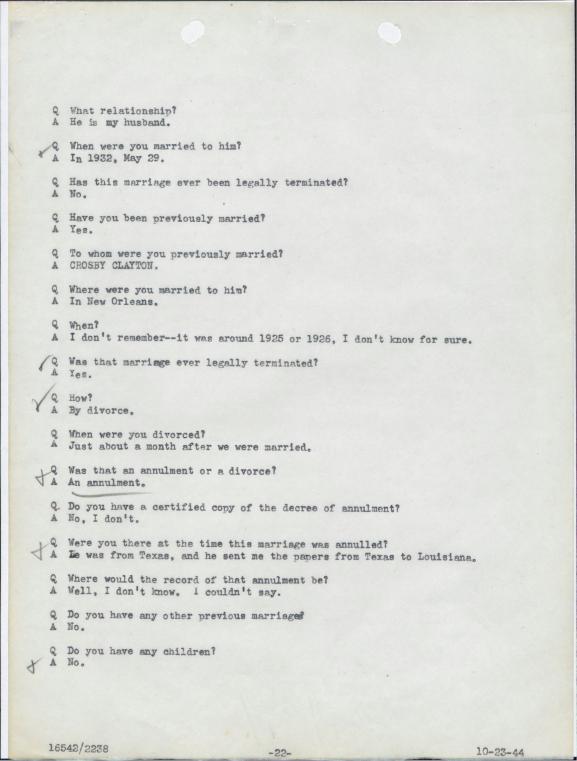 Q What relationship?
A He is my husband.
Q When were you married to him?
A In 1932, May 29.
Q Has this marriage ever been legally terminated?
A No.
Q Have you been previously married?
A Yes.
Q To whom were you previously married?
A CROSBY CLAYTON.
Q Where were you married to him?
A In New Orleans.
Q When?
A I don't remember--it was around 1925 or 1926, I don't know for sure.
Q Was that marriage ever legally terminated?
A Yes.
Q How?
A By divorce.
Q When were you divorced?
A Just about a month after we were married.
Q Was that an annulment or a divorce?
A An annulment.
Q. Do you have a certified copy of the decree of annulment?
A No, I don't.
Q Were you there at the time this marriage was annulled?
A He was from Texas, and he sent me the papers from Texas to Louisiana.
Q Where would the record of that annulment be?
A Well, I don't know. I couldn't say.
Q Do you have any other previous marriage?
A No.
Q Do you have any children?
A No.
16542/2238 -22- 10-23-44